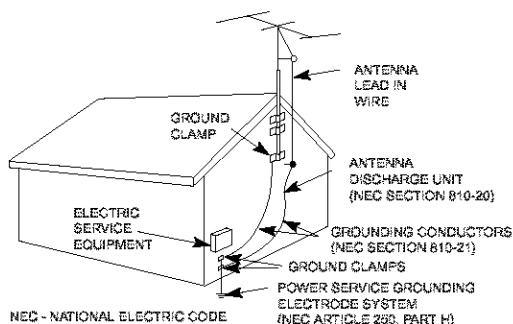 ANTENNA
LEAD IN
WIRE
GROUND
CLAMP
ANTENNA
DISCHARGE UNIT
(NEC SECTION 810-20)
ELECTRIC
SERVICE
EQUIPMENT
GROUNDING CONDUCTORS
(NEC SECTION 810-21)
GROUND CLAMPS
POWER SERVICE GROUNDING
ELECTRODE SYSTEM
(NEC ARTICLE 250, PART H)
NEC - NATIONAL ELECTRIC CODE